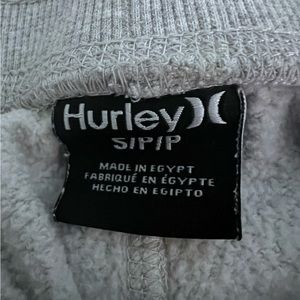 Hurley
S/P/P
MADE IN EGYPT
FABRIQUÉ EN ÉGYPTE
HECHO EN EGIPTO